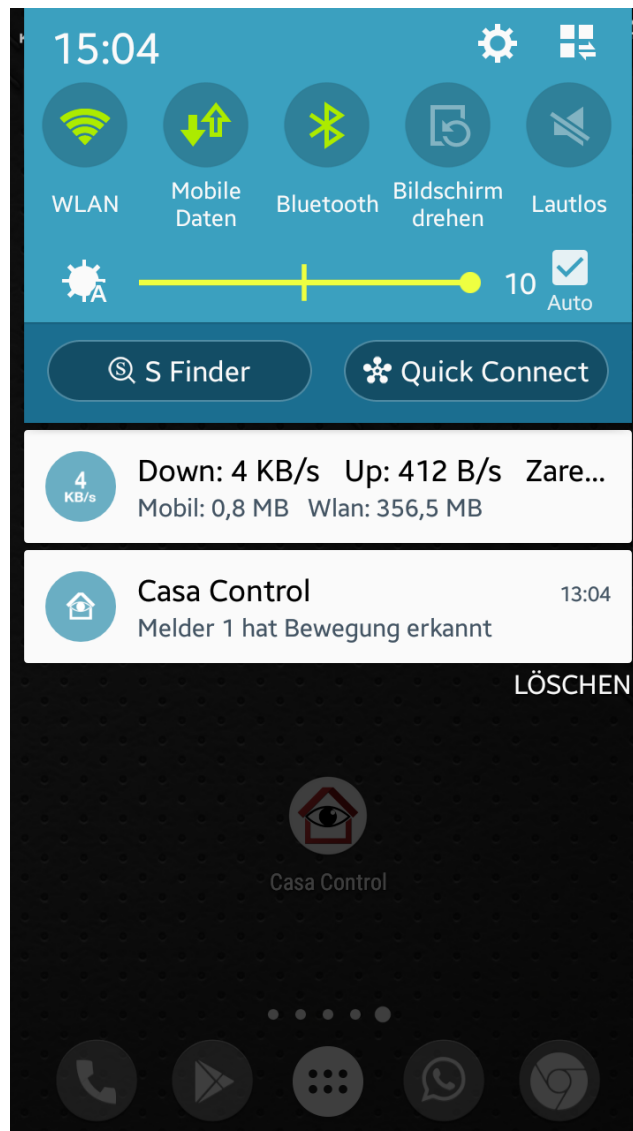 15:04
WLAN
Mobile
Daten
Bluetooth
Bildschirm
drehen
Lautlos
A
10
Auto
S Finder
Quick Connect
4
KB/s
Down: 4 KB/s Up: 412 B/s Zare...
Mobil: 0,8 MB Wlan: 356,5 MB
Casa Control 13:04
Melder 1 hat Bewegung erkannt
LÖSCHEN
Casa Control